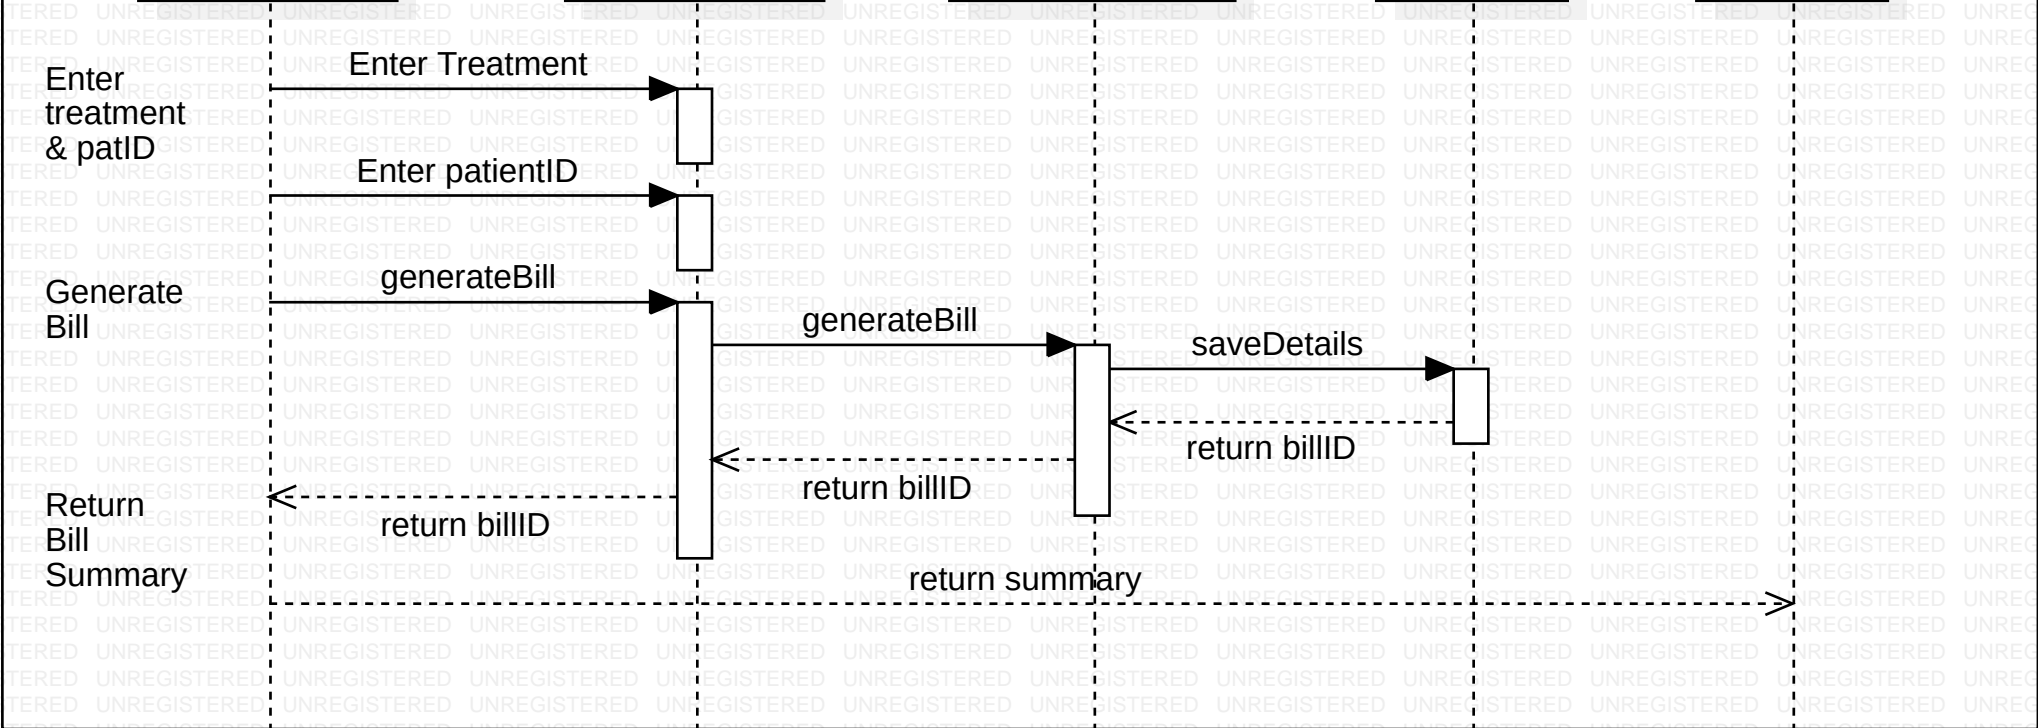 Enter Treatment
Enter
treatment
& patID
Enter patientID
generateBill
Generate
Bill
generateBill
saveDetails
return billID
return billID
Return
Bill
Summary
return billID
return summary
UNREGISTERED